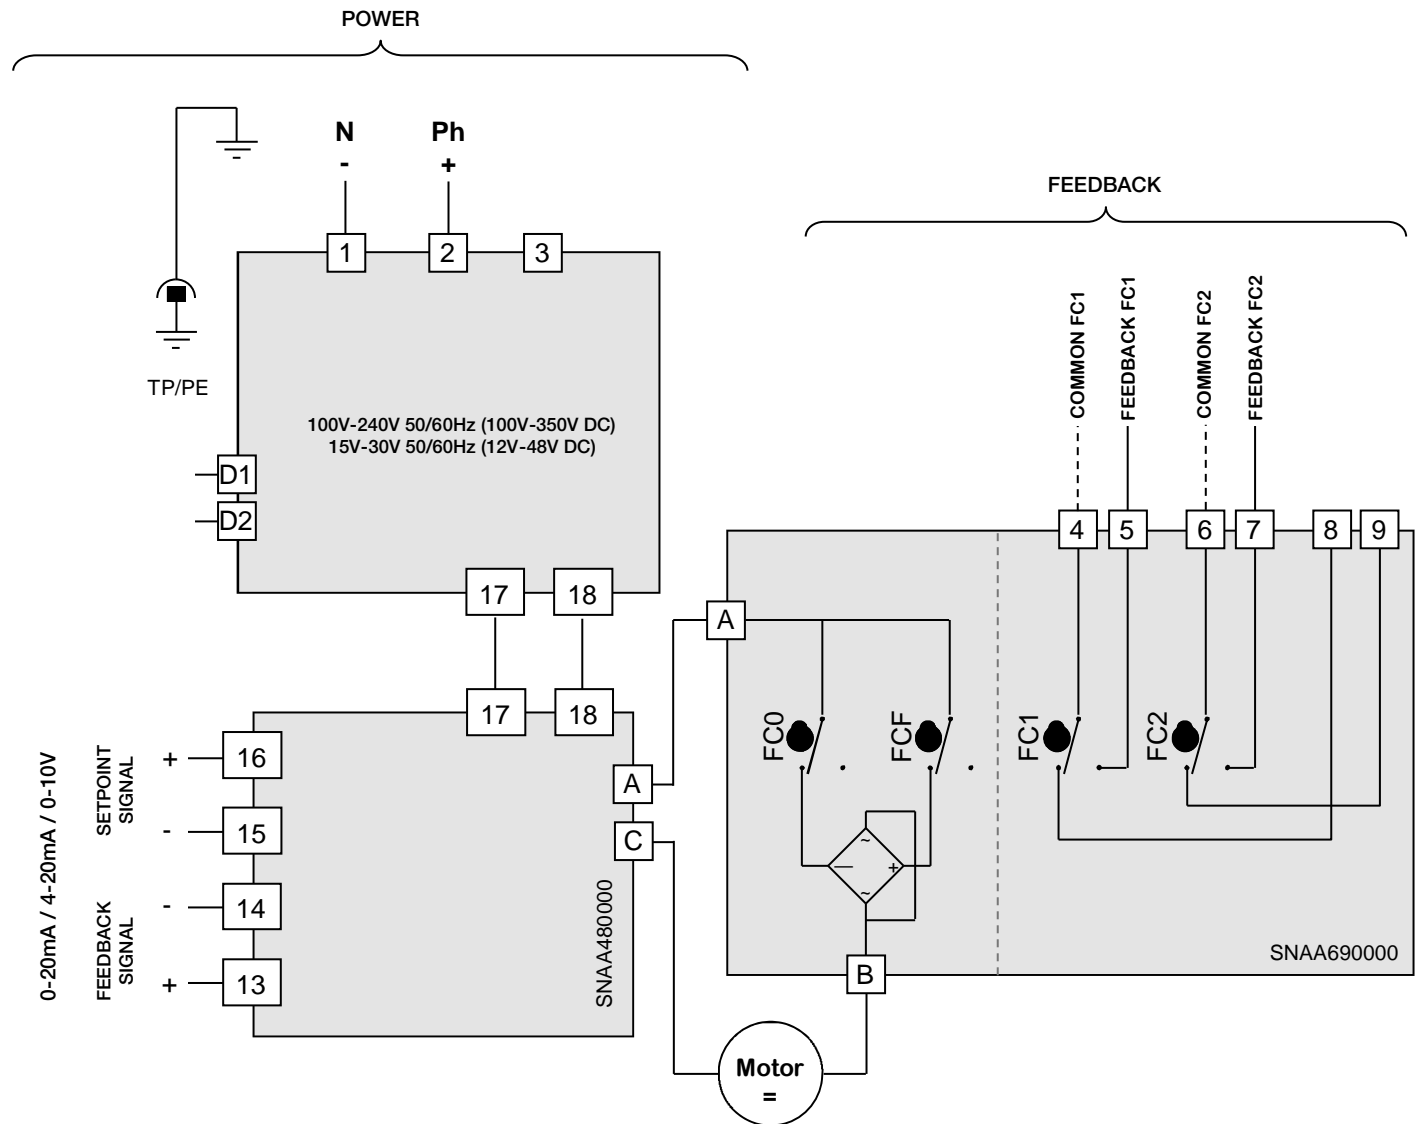 POWER
N
-
Ph
+
1
2
3
TP/PE
100V-240V 50/60Hz (100V-350V DC)
15V-30V 50/60Hz (12V-48V DC)
D1
D2
17
18
17
18
0-20mA / 4-20mA / 0-10V
SETPOINT
SIGNAL
+
16
-
15
FEEDBACK
SIGNAL
-
14
+
13
A
C
SNAA480000
FEEDBACK
COMMON FC1
FEEDBACK FC1
COMMON FC2
FEEDBACK FC2
4
5
6
7
8
9
A
FC0
FCF
FC1
FC2
~
—
+
~
B
SNAA690000
Motor
=